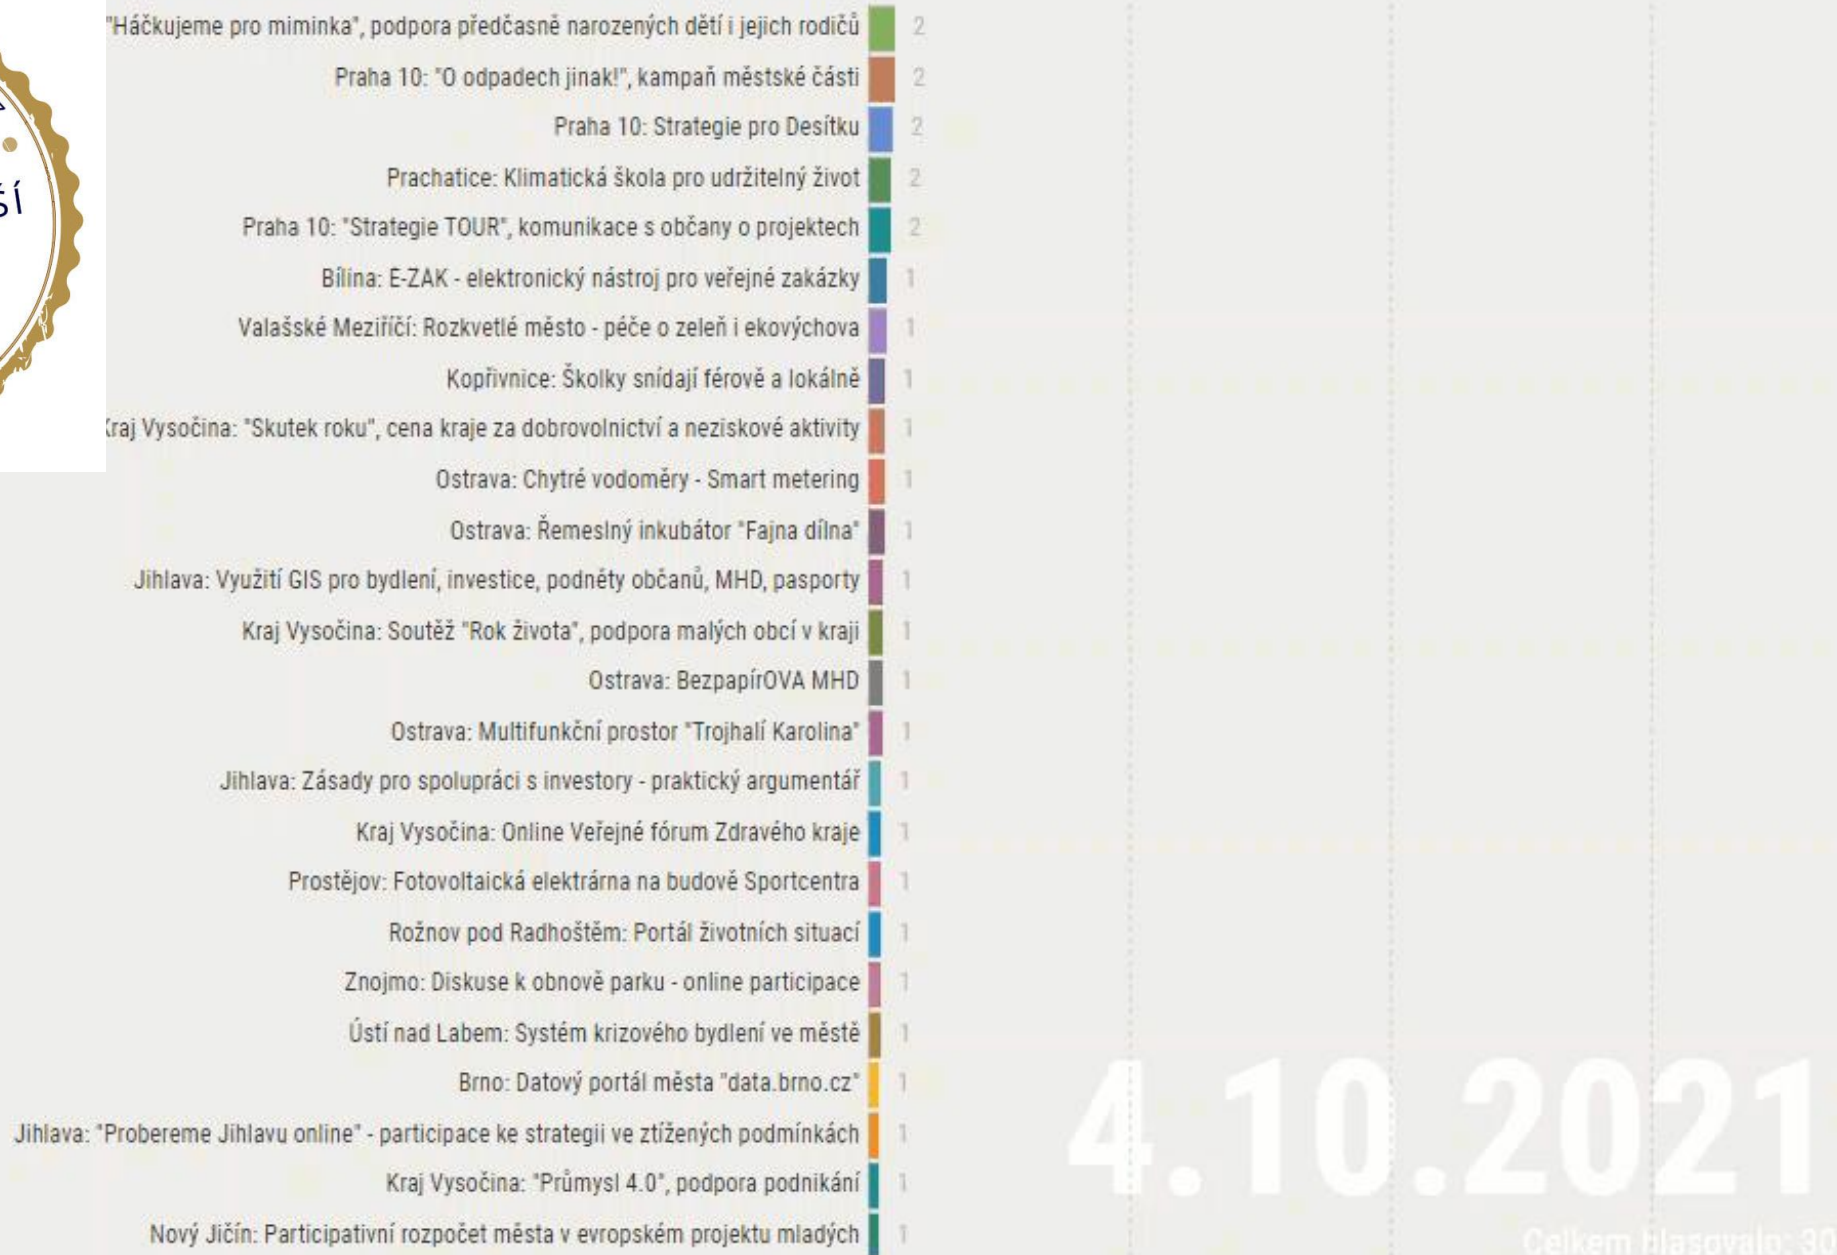 "Háčkujeme pro miminka", podpora předčasně narozených dětí i jejich rodičů 2
Praha 10: "O odpadech jinak!", kampaň městské části 2
Praha 10: Strategie pro Desítku 2
Prachatice: Klimatická škola pro udržitelný život 2
Praha 10: "Strategie TOUR", komunikace s občany o projektech 2
Bílina: E-ZAK - elektronický nástroj pro veřejné zakázky 1
Valašské Meziříčí: Rozkvetlé město - péče o zeleň i ekovýchova 1
Kopřivnice: Školky snídají férově a lokálně 1
Kraj Vysočina: "Skutek roku", cena kraje za dobrovolnictví a neziskové aktivity 1
Ostrava: Chytré vodoměry - Smart metering 1
Ostrava: Řemeslný inkubátor "Fajna dílna" 1
Jihlava: Využití GIS pro bydlení, investice, podněty občanů, MHD, pasporty 1
Kraj Vysočina: Soutěž "Rok života", podpora malých obcí v kraji 1
Ostrava: BezpapírOVA MHD 1
Ostrava: Multifunkční prostor "Trojhalí Karolina" 1
Jihlava: Zásady pro spolupráci s investory - praktický argumentář 1
Kraj Vysočina: Online Veřejné fórum Zdravého kraje 1
Prostějov: Fotovoltaická elektrárna na budově Sportcentra 1
Rožnov pod Radhoštěm: Portál životních situací 1
Znojmo: Diskuse k obnově parku - online participace 1
Ústí nad Labem: Systém krizového bydlení ve městě 1
Brno: Datový portál města "data.brno.cz" 1
Jihlava: "Probereme Jihlavu online" - participace ke strategii ve ztížených podmínkách 1
Kraj Vysočina: "Průmysl 4.0", podpora podnikání 1
Nový Jičín: Participativní rozpočet města v evropském projektu mladých 1
4.10.2021
Celkem hlasovalo: 30